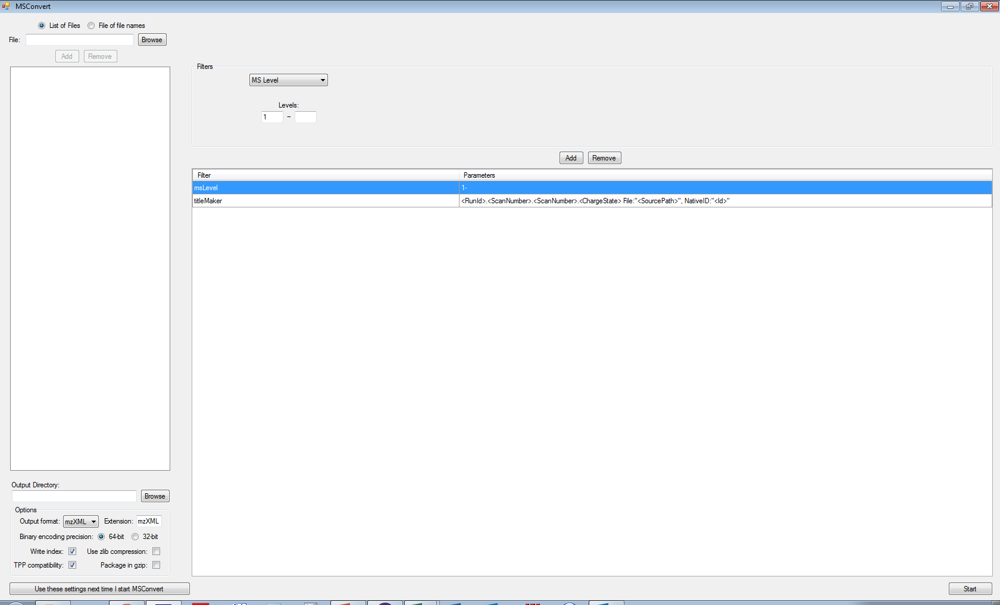 MSConvert
List of Files File of file names
File: Browse
Add Remove
Filters
MS Level
Levels:
1 -
Add Remove
Filter Parameters
msLevel 1-
titleMaker <RunId>.<ScanNumber>.<ScanNumber>.<ChargeState> File:"<SourcePath>", NativeID:"<Id>"
Output Directory:
Browse
Options
Output format: mzXML Extension: mzXML
Binary encoding precision: 64-bit 32-bit
Write index: Use zlib compression:
TPP compatibility: Package in gzip:
Use these settings next time I start MSConvert Start